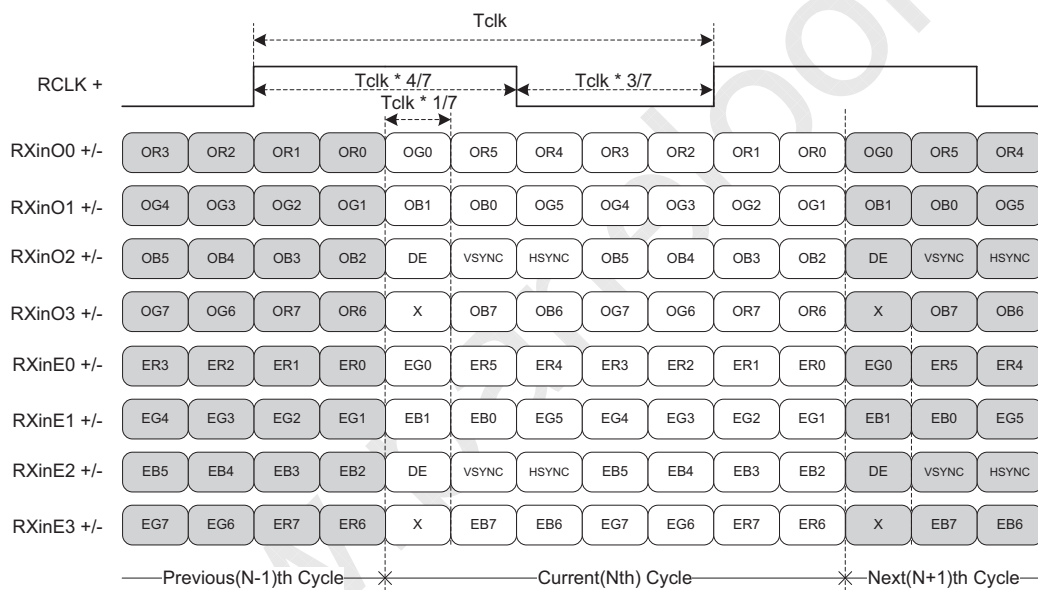 Tclk
RCLK +
Tclk * 4/7
Tclk * 3/7
Tclk * 1/7
RXinO0 +/- OR3 OR2 OR1 OR0 OG0 OR5 OR4 OR3 OR2 OR1 OR0 OG0 OR5 OR4
RXinO1 +/- OG4 OG3 OG2 OG1 OB1 OB0 OG5 OG4 OG3 OG2 OG1 OB1 OB0 OG5
RXinO2 +/- OB5 OB4 OB3 OB2 DE VSYNC HSYNC OB5 OB4 OB3 OB2 DE VSYNC HSYNC
RXinO3 +/- OG7 OG6 OR7 OR6 X OB7 OB6 OG7 OG6 OR7 OR6 X OB7 OB6
RXinE0 +/- ER3 ER2 ER1 ER0 EG0 ER5 ER4 ER3 ER2 ER1 ER0 EG0 ER5 ER4
RXinE1 +/- EG4 EG3 EG2 EG1 EB1 EB0 EG5 EG4 EG3 EG2 EG1 EB1 EB0 EG5
RXinE2 +/- EB5 EB4 EB3 EB2 DE VSYNC HSYNC EB5 EB4 EB3 EB2 DE VSYNC HSYNC
RXinE3 +/- EG7 EG6 ER7 ER6 X EB7 EB6 EG7 EG6 ER7 ER6 X EB7 EB6
Previous(N-1)th Cycle Current(Nth) Cycle Next(N+1)th Cycle